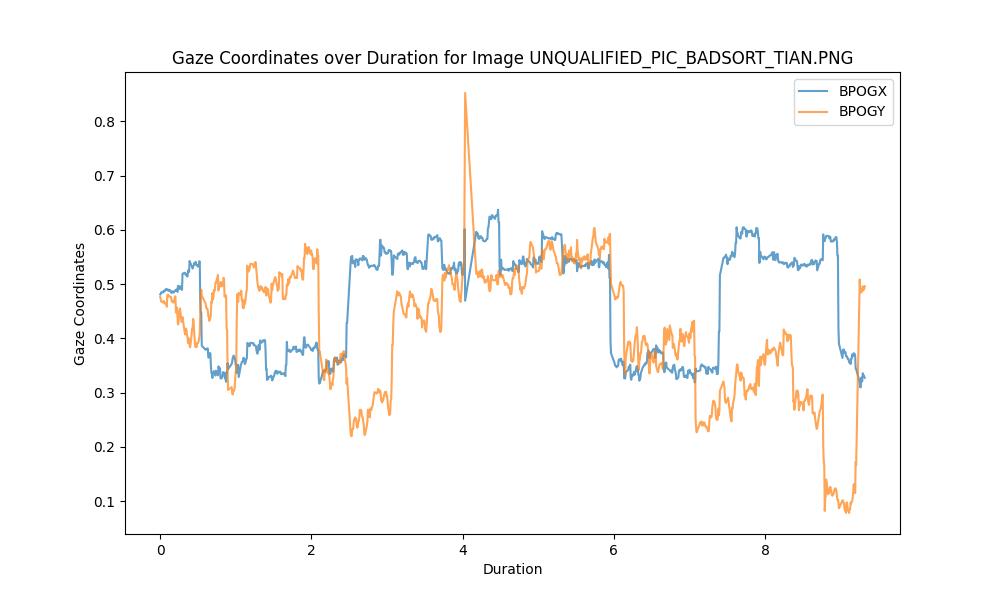 Gaze Coordinates over Duration for Image UNQUALIFIED_PIC_BADSORT_TIAN.PNG
BPOGX
BPOGY
Gaze Coordinates
0.8
0.7
0.6
0.5
0.4
0.3
0.2
0.1
0 2 4 6 8
Duration